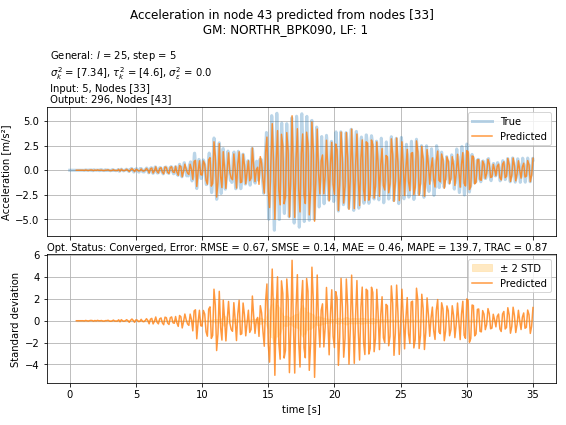 Acceleration in node 43 predicted from nodes [33]
GM: NORTHR_BPK090, LF: 1
General: l = 25, step = 5
σ²ₖ = [7.34], τ²ₖ = [4.6], σ²ε = 0.0
Input: 5, Nodes [33]
Output: 296, Nodes [43]
Acceleration [m/s²]
5.0
2.5
0.0
−2.5
−5.0
True
Predicted
Opt. Status: Converged, Error: RMSE = 0.67, SMSE = 0.14, MAE = 0.46, MAPE = 139.7, TRAC = 0.87
Standard deviation
6
4
2
0
−2
−4
± 2 STD
Predicted
0 5 10 15 20 25 30 35
time [s]